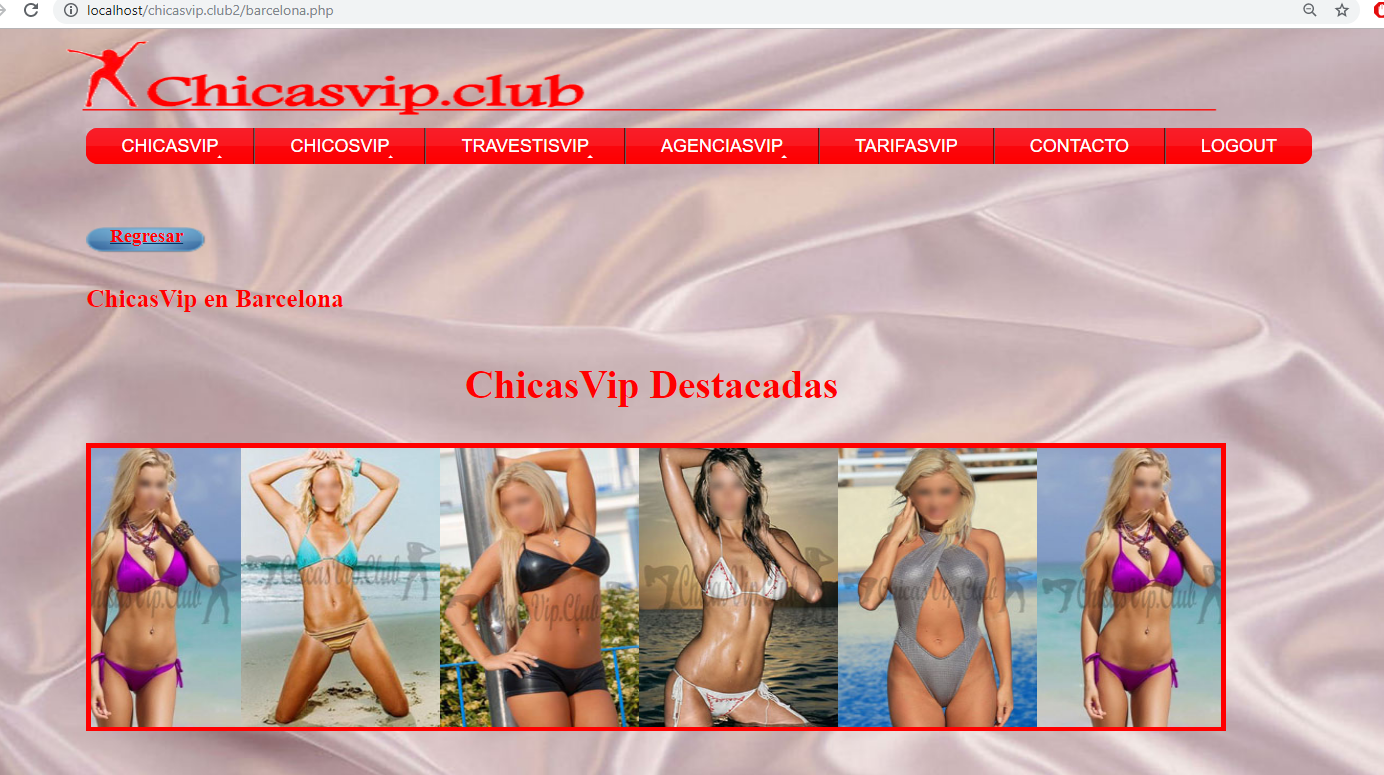 localhost/chicasvip.club2/barcelona.php
Chicasvip.club
CHICASVIP CHICOSVIP TRAVESTISVIP AGENCIASVIP TARIFASVIP CONTACTO LOGOUT
Regresar
ChicasVip en Barcelona
ChicasVip Destacadas
ChicasVip.Club ChicasVip.Club ChicasVip.Club ChicasVip.Club ChicasVip.Club ChicasVip.Club